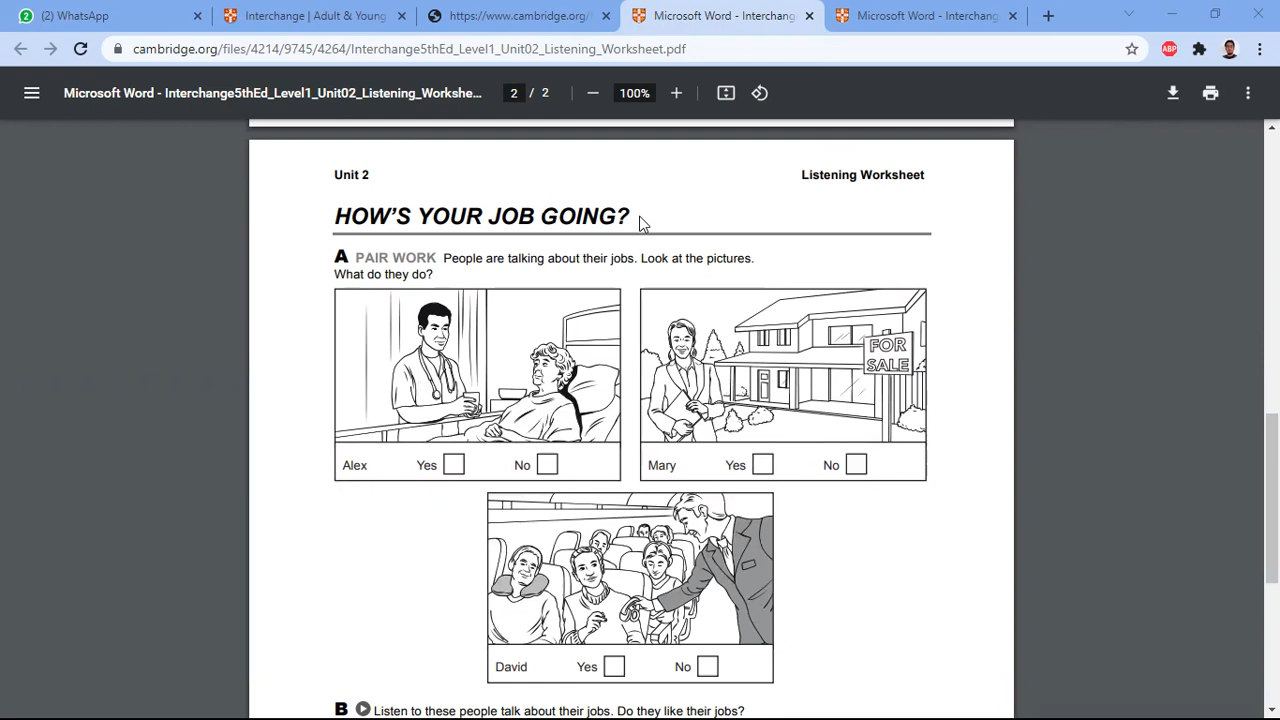 (2) WhatsApp
Interchange | Adult & Young
https://www.cambridge.org/
Microsoft Word - Interchang
Microsoft Word - Interchang
cambridge.org/files/4214/9745/4264/Interchange5thEd_Level1_Unit02_Listening_Worksheet.pdf
ABP
Microsoft Word - Interchange5thEd_Level1_Unit02_Listening_Workshe...
2 / 2
100%
Unit 2
Listening Worksheet
HOW'S YOUR JOB GOING?
A PAIR WORK People are talking about their jobs. Look at the pictures.
What do they do?
FOR
SALE
Alex Yes No
Mary Yes No
David Yes No
B Listen to these people talk about their jobs. Do they like their jobs?